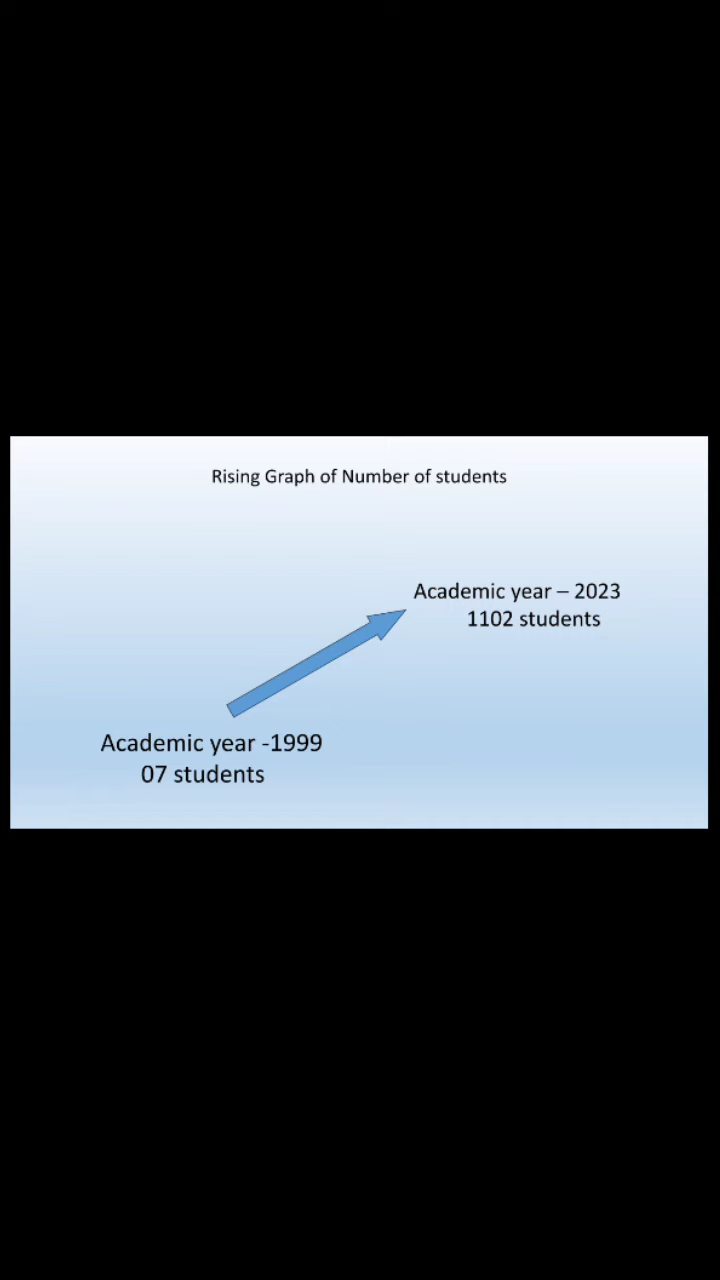 Rising Graph of Number of students
Academic year – 2023
1102 students
Academic year -1999
07 students